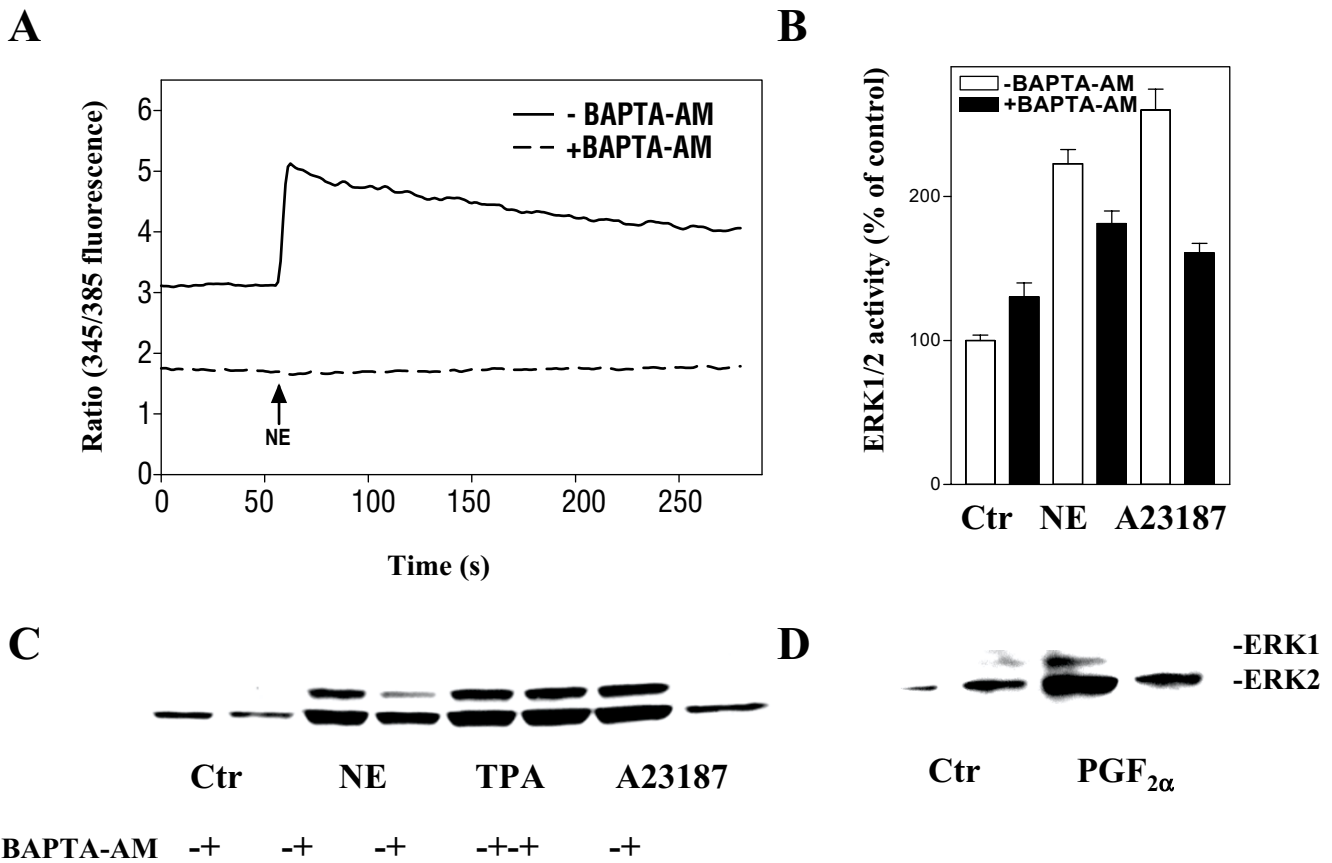 A
Ratio (345/385 fluorescence)
6
5
4
3
2
1
0
- BAPTA-AM
+BAPTA-AM
NE
0 50 100 150 200 250
Time (s)
B
ERK1/2 activity (% of control)
-BAPTA-AM
+BAPTA-AM
200
100
0
Ctr NE A23187
C
Ctr NE TPA A23187
BAPTA-AM -+ -+ -+ -+-+ -+
D
-ERK1
-ERK2
Ctr PGF2α